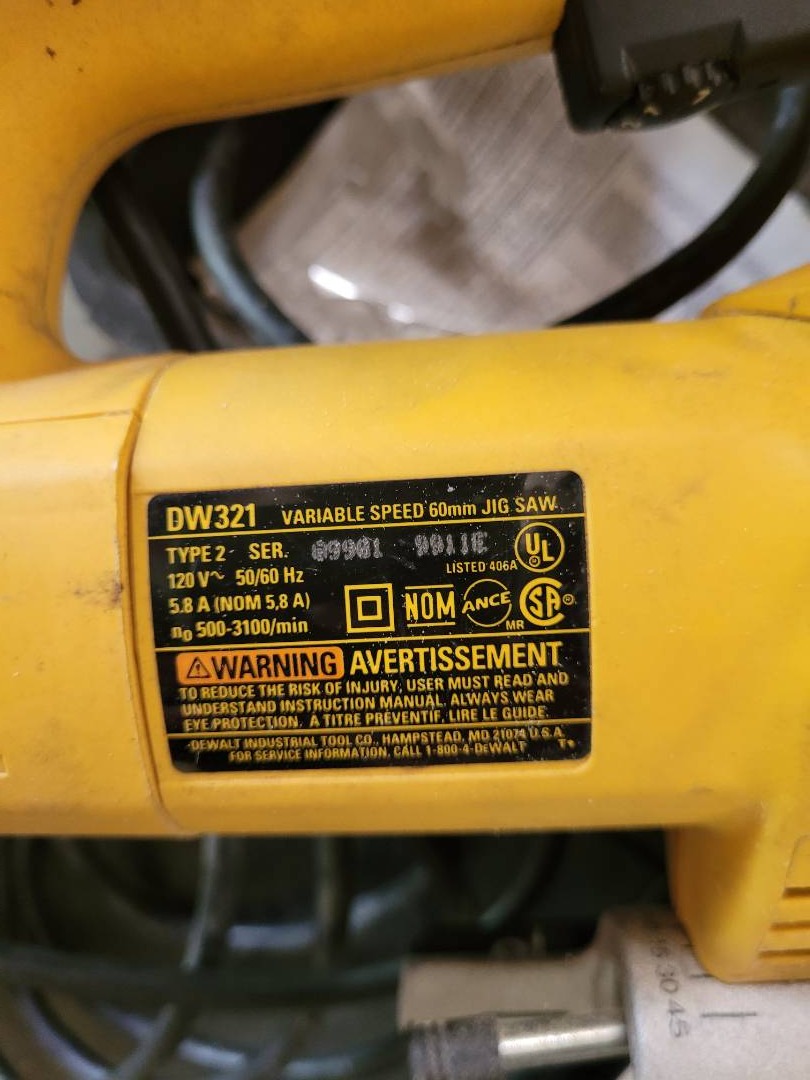 DW321 VARIABLE SPEED 60mm JIG SAW
TYPE 2 SER.
UL
LISTED 406A
120 V~ 50/60 Hz
5.8 A (NOM 5,8 A)
NOM ANCE SA
MR
n0 500-3100/min
WARNING AVERTISSEMENT
TO REDUCE THE RISK OF INJURY, USER MUST READ AND
UNDERSTAND INSTRUCTION MANUAL. ALWAYS WEAR
EYE PROTECTION. À TITRE PRÉVENTIF, LIRE LE GUIDE.
DEWALT INDUSTRIAL TOOL CO., HAMPSTEAD, MD 21074 U.S.A.
FOR SERVICE INFORMATION, CALL 1-800-4-DEWALT
30 45